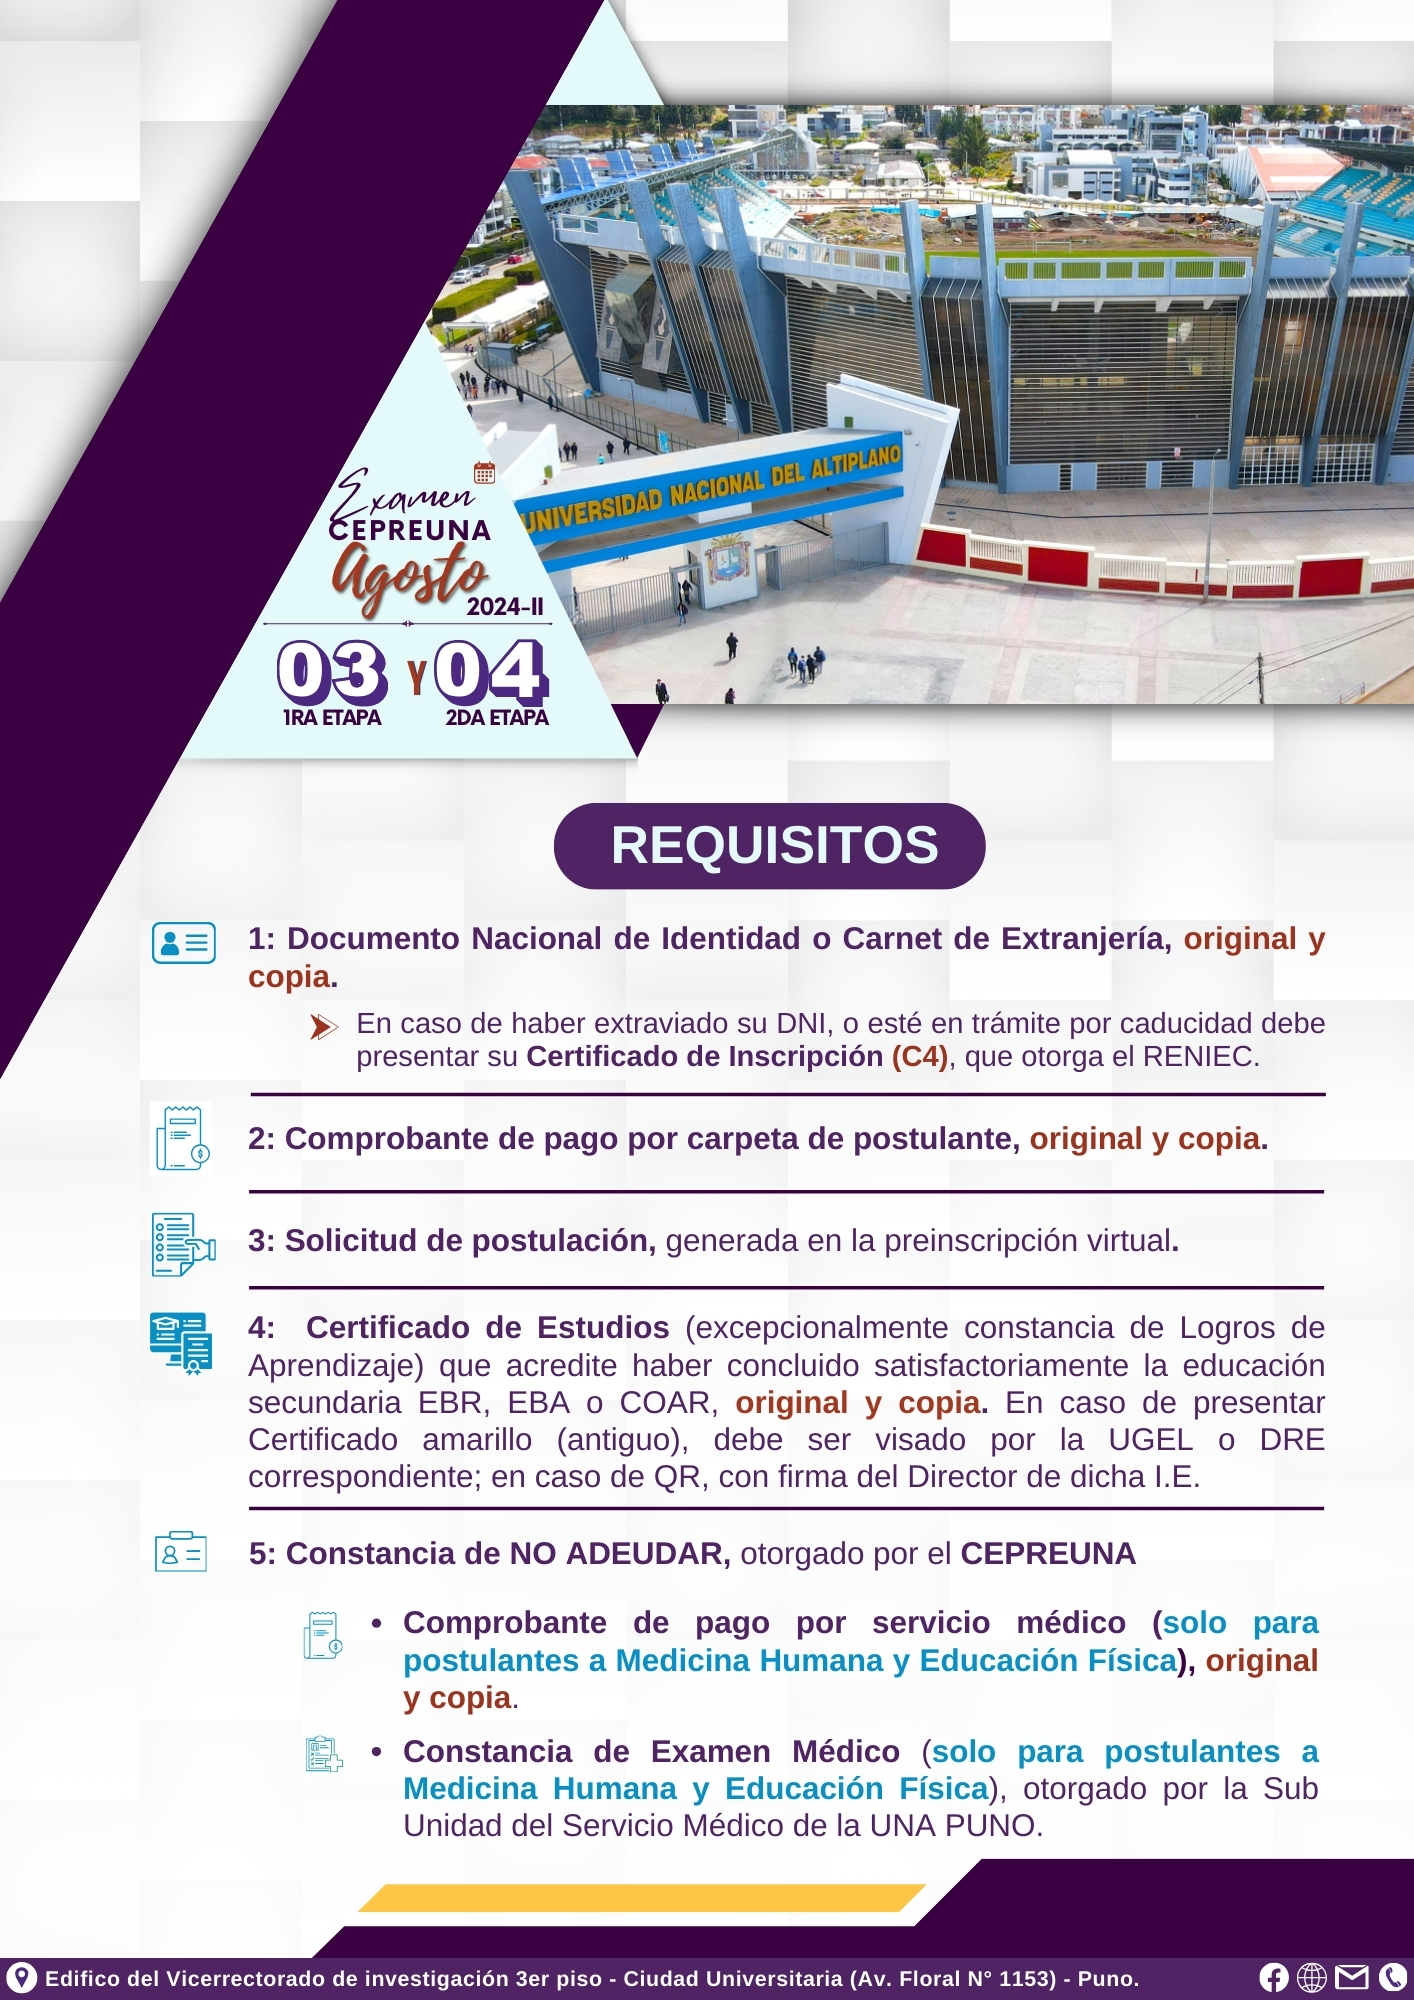 UNIVERSIDAD NACIONAL DEL ALTIPLANO
Examen
CEPREUNA
Agosto
2024-II
03 Y 04
1RA ETAPA 2DA ETAPA
REQUISITOS
1: Documento Nacional de Identidad o Carnet de Extranjería, original y
copia.
En caso de haber extraviado su DNI, o esté en trámite por caducidad debe
presentar su Certificado de Inscripción (C4), que otorga el RENIEC.
2: Comprobante de pago por carpeta de postulante, original y copia.
3: Solicitud de postulación, generada en la preinscripción virtual.
4: Certificado de Estudios (excepcionalmente constancia de Logros de
Aprendizaje) que acredite haber concluido satisfactoriamente la educación
secundaria EBR, EBA o COAR, original y copia. En caso de presentar
Certificado amarillo (antiguo), debe ser visado por la UGEL o DRE
correspondiente; en caso de QR, con firma del Director de dicha I.E.
5: Constancia de NO ADEUDAR, otorgado por el CEPREUNA
• Comprobante de pago por servicio médico (solo para
postulantes a Medicina Humana y Educación Física), original
y copia.
• Constancia de Examen Médico (solo para postulantes a
Medicina Humana y Educación Física), otorgado por la Sub
Unidad del Servicio Médico de la UNA PUNO.
Edifico del Vicerrectorado de investigación 3er piso - Ciudad Universitaria (Av. Floral N° 1153) - Puno.